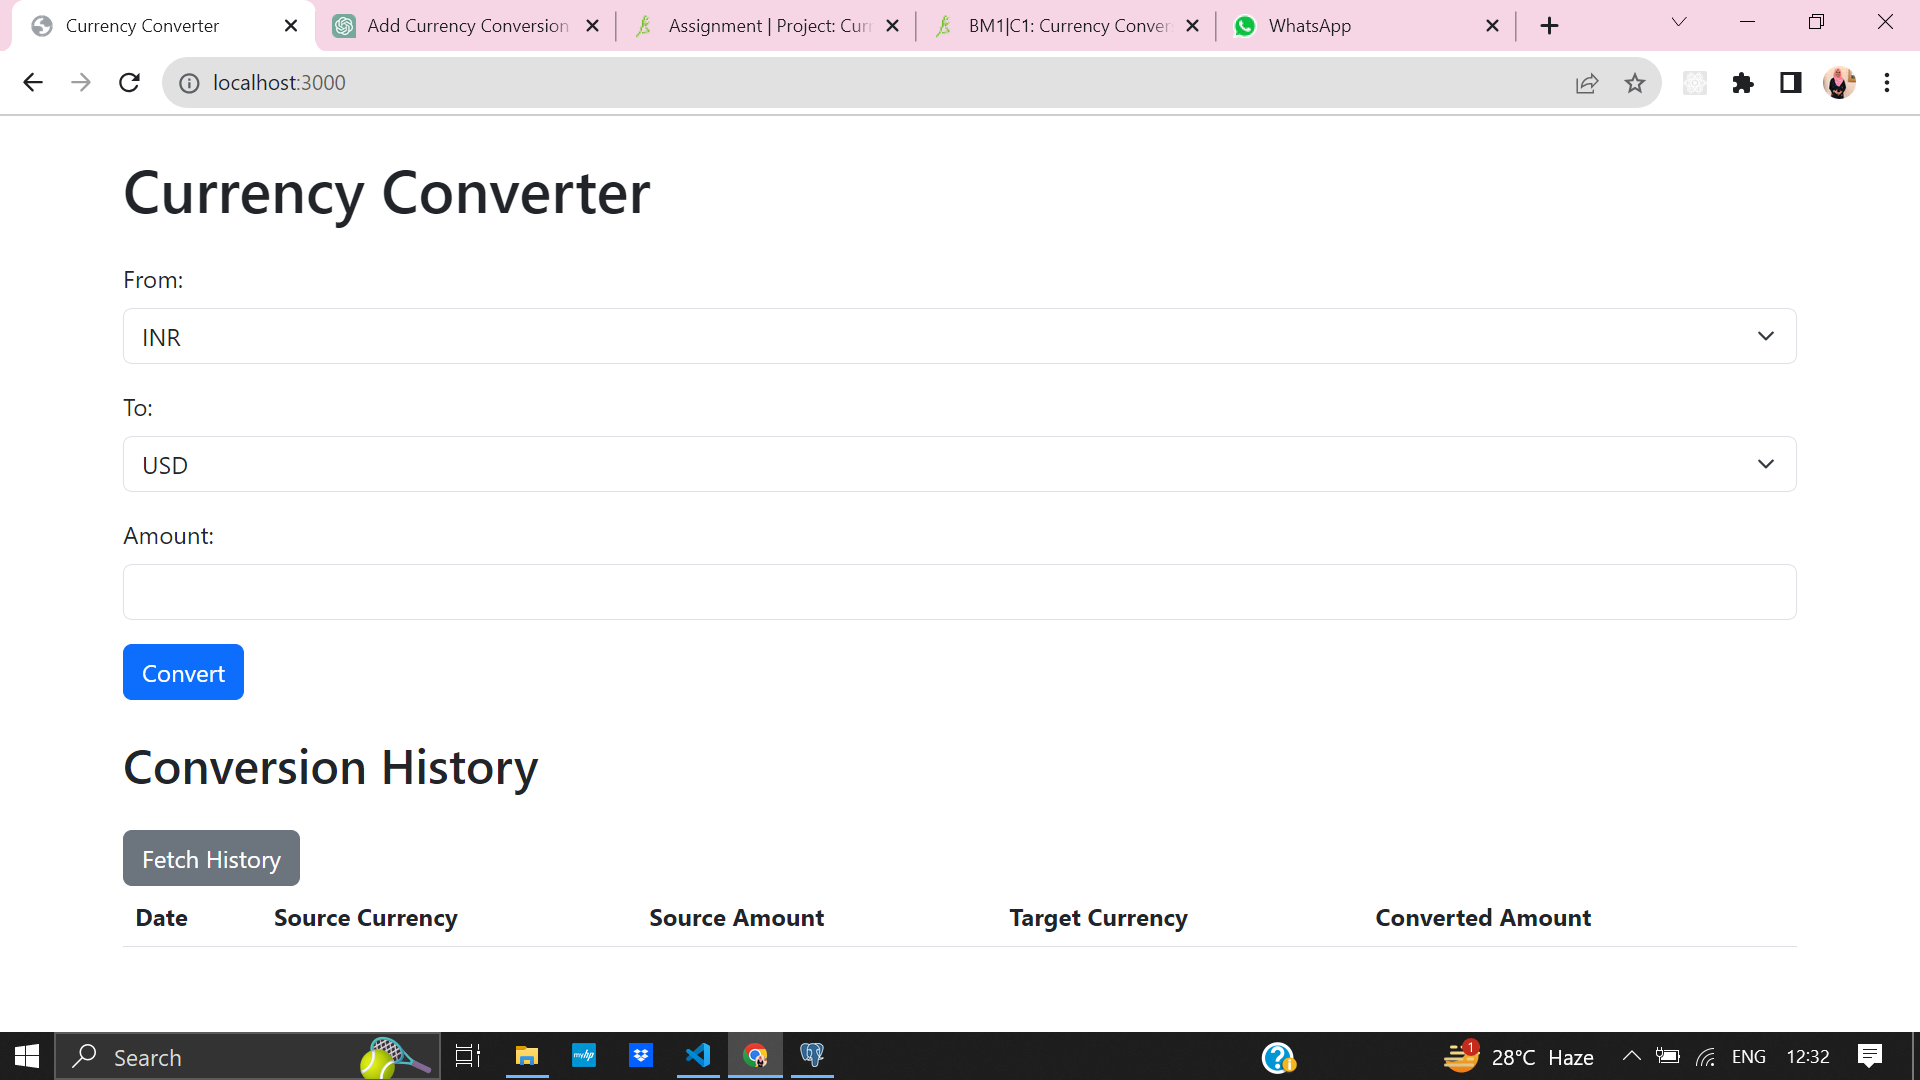 Currency Converter
Add Currency Conversion
Assignment | Project: Curr
BM1|C1: Currency Conver
WhatsApp
localhost:3000
Currency Converter
From:
INR
To:
USD
Amount:
Convert
Conversion History
Fetch History
Date Source Currency Source Amount Target Currency Converted Amount
Search
myhp
1
28°C Haze
ENG
12:32